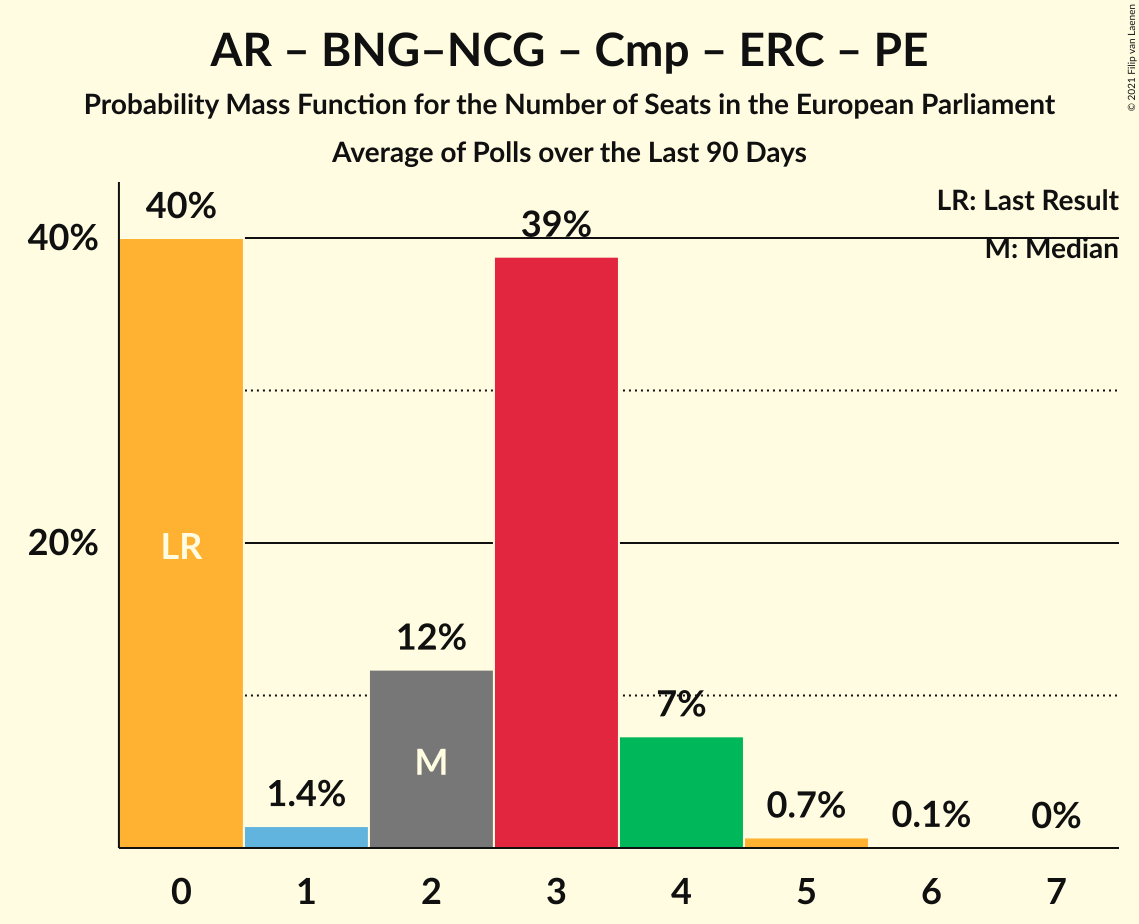 AR – BNG–NCG – Cmp – ERC – PE
Probability Mass Function for the Number of Seats in the European Parliament
Average of Polls over the Last 90 Days
© 2021 Filip van Laenen
LR: Last Result
M: Median
40%
20%
40%
1.4%
12%
39%
7%
0.7%
0.1%
0%
LR
M
0 1 2 3 4 5 6 7